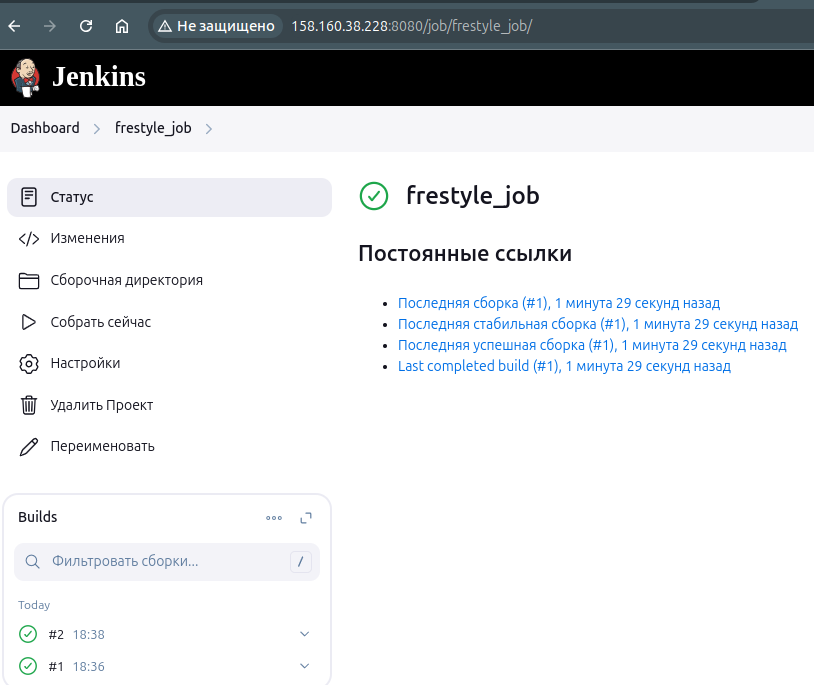 Не защищено 158.160.38.228:8080/job/frestyle_job/
Jenkins
Dashboard frestyle_job
Статус
Изменения
Сборочная директория
Собрать сейчас
Настройки
Удалить Проект
Переименовать
frestyle_job
Постоянные ссылки
Последняя сборка (#1), 1 минута 29 секунд назад
Последняя стабильная сборка (#1), 1 минута 29 секунд назад
Последняя успешная сборка (#1), 1 минута 29 секунд назад
Last completed build (#1), 1 минута 29 секунд назад
Builds
Фильтровать сборки... /
Today
#2 18:38
#1 18:36